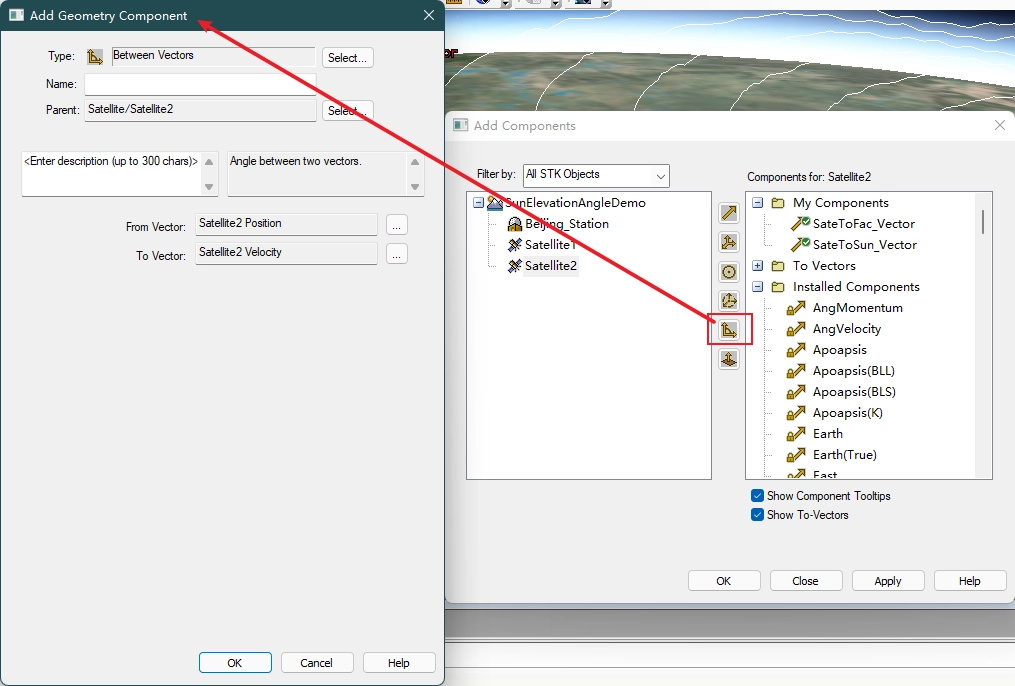 Add Geometry Component
Type:
Between Vectors
Select...
Name:
Parent:
Satellite/Satellite2
Select...
<Enter description (up to 300 chars)>
Angle between two vectors.
From Vector:
Satellite2 Position
...
To Vector:
Satellite2 Velocity
...
OK
Cancel
Help
Add Components
Filter by:
All STK Objects
SunElevationAngleDemo
Beijing_Station
Satellite1
Satellite2
Components for: Satellite2
My Components
SateToFac_Vector
SateToSun_Vector
To Vectors
Installed Components
AngMomentum
AngVelocity
Apoapsis
Apoapsis(BLL)
Apoapsis(BLS)
Apoapsis(K)
Earth
Earth(True)
East
Show Component Tooltips
Show To-Vectors
OK
Close
Apply
Help